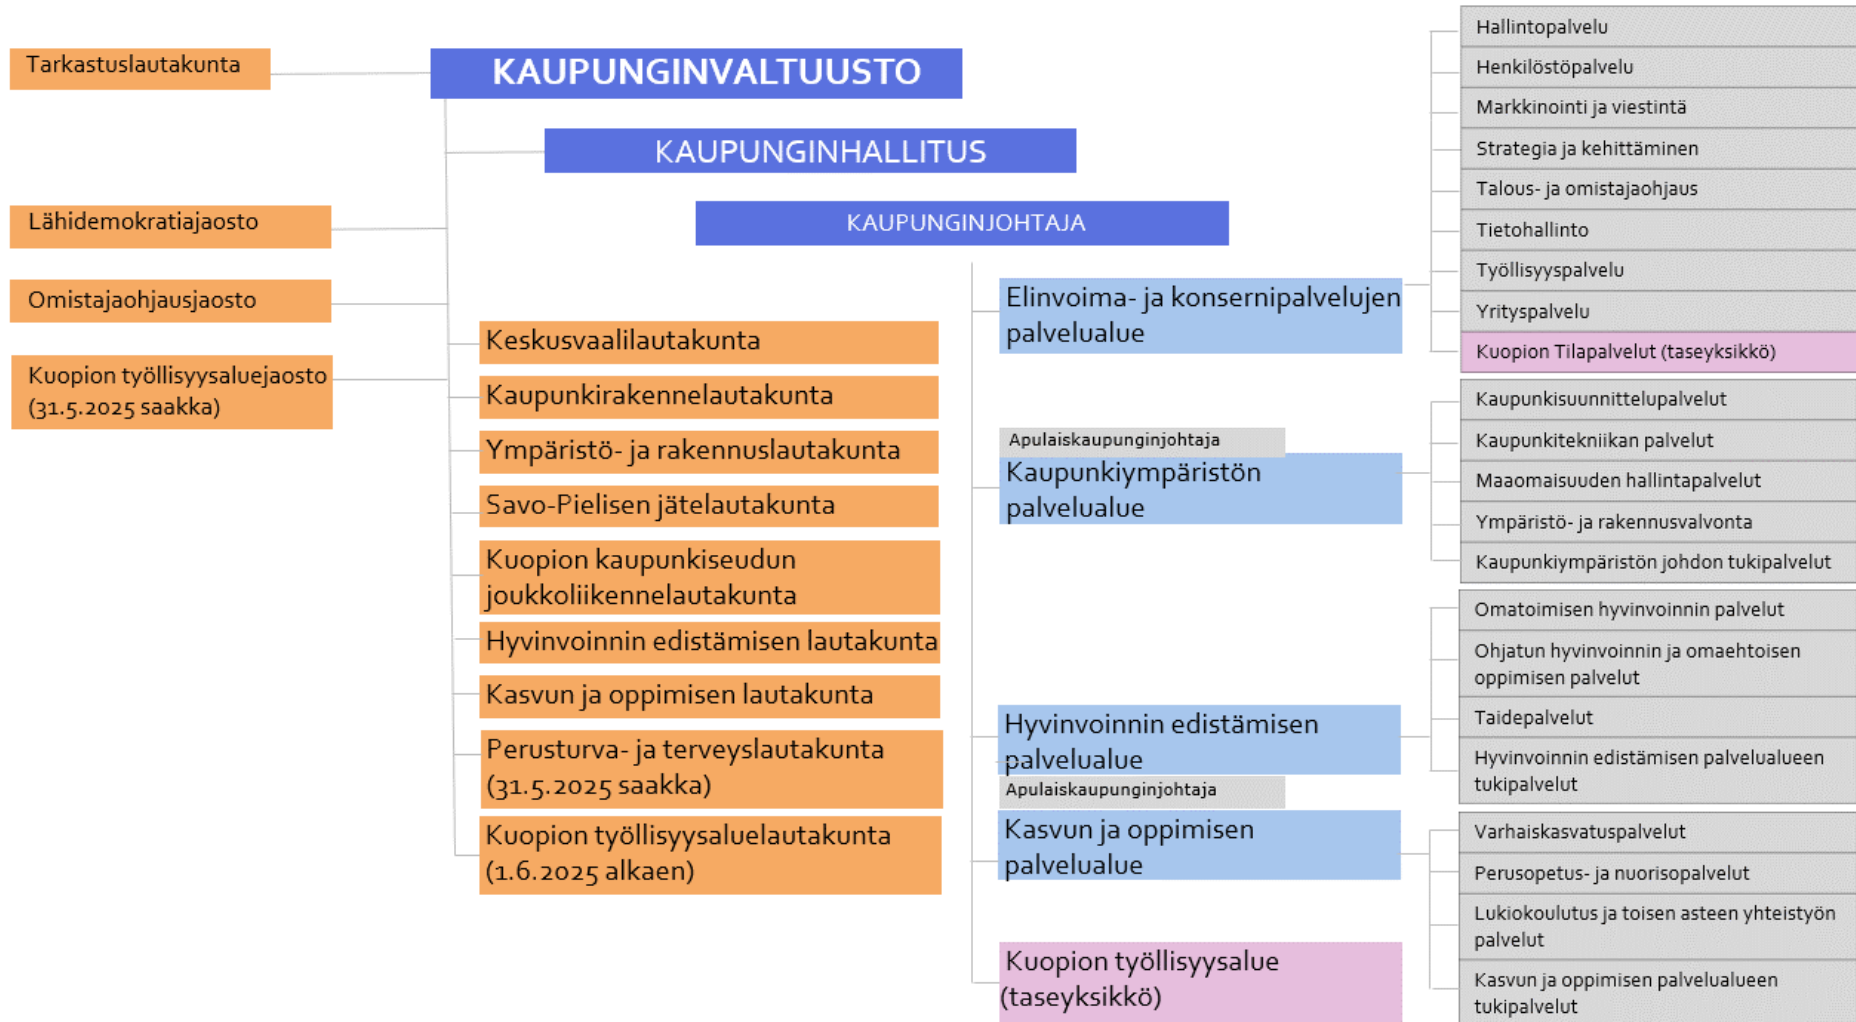 Tarkastuslautakunta
KAUPUNGINVALTUUSTO
KAUPUNGINHALLITUS
KAUPUNGINJOHTAJA
Lähidemokratiajaosto
Omistajaohjausjaosto
Kuopion työllisyysaluejaosto
(31.5.2025 saakka)
Keskusvaalilautakunta
Kaupunkirakennelautakunta
Ympäristö- ja rakennuslautakunta
Savo-Pielisen jätelautakunta
Kuopion kaupunkiseudun
joukkoliikennelautakunta
Hyvinvoinnin edistämisen lautakunta
Kasvun ja oppimisen lautakunta
Perusturva- ja terveyslautakunta
(31.5.2025 saakka)
Kuopion työllisyysaluelautakunta
(1.6.2025 alkaen)
Elinvoima- ja konsernipalvelujen
palvelualue
Hallintopalvelu
Henkilöstöpalvelu
Markkinointi ja viestintä
Strategia ja kehittäminen
Talous- ja omistajaohjaus
Tietohallinto
Työllisyyspalvelu
Yrityspalvelu
Kuopion Tilapalvelut (taseyksikkö)
Apulaiskaupunginjohtaja
Kaupunkiympäristön
palvelualue
Kaupunkisuunnittelupalvelut
Kaupunkitekniikan palvelut
Maaomaisuuden hallintapalvelut
Ympäristö- ja rakennusvalvonta
Kaupunkiympäristön johdon tukipalvelut
Hyvinvoinnin edistämisen
palvelualue
Omatoimisen hyvinvoinnin palvelut
Ohjatun hyvinvoinnin ja omaehtoisen
oppimisen palvelut
Taidepalvelut
Hyvinvoinnin edistämisen palvelualueen
tukipalvelut
Apulaiskaupunginjohtaja
Kasvun ja oppimisen
palvelualue
Varhaiskasvatuspalvelut
Perusopetus- ja nuorisopalvelut
Lukiokoulutus ja toisen asteen yhteistyön
palvelut
Kasvun ja oppimisen palvelualueen
tukipalvelut
Kuopion työllisyysalue
(taseyksikkö)